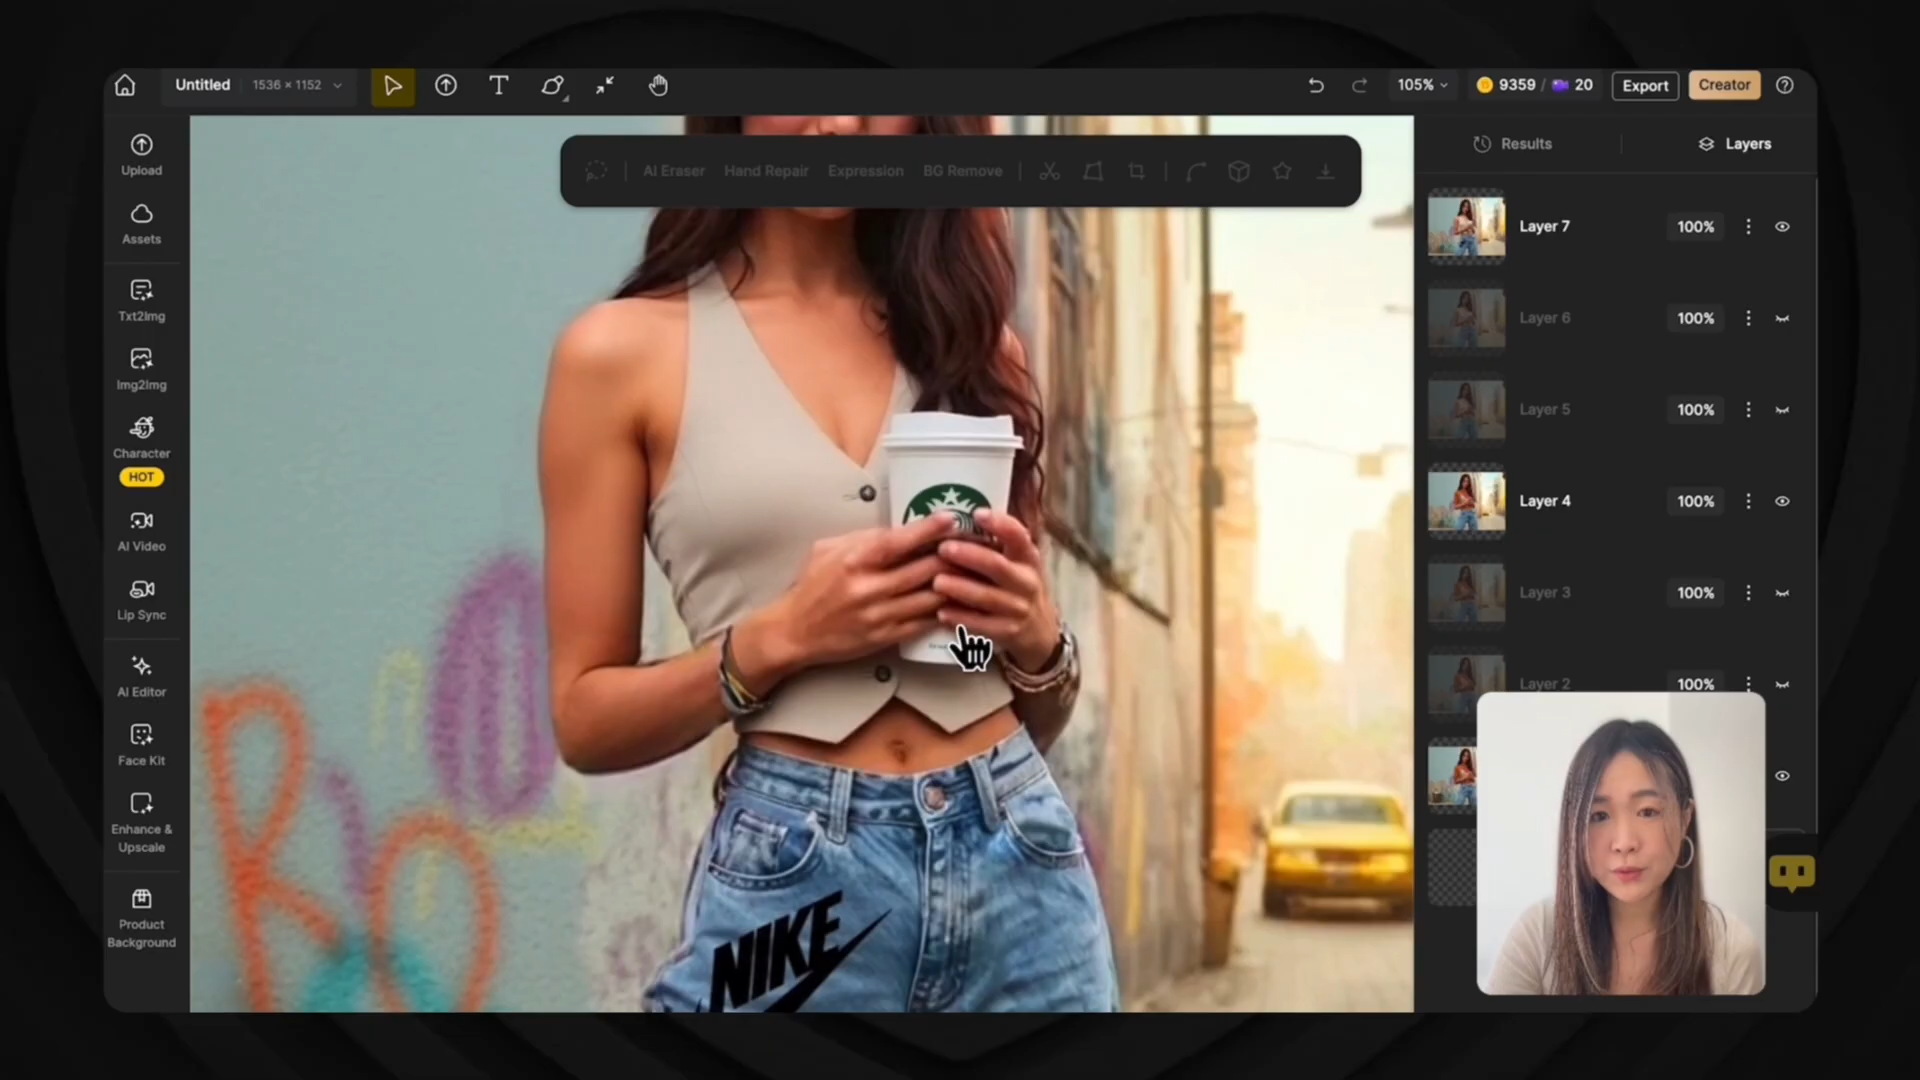 Untitled 1536 × 1152
105% 9359 / 20 Export Creator
Upload
Assets
Txt2Img
Img2Img
Character
HOT
AI Video
Lip Sync
AI Editor
Face Kit
Enhance &
Upscale
Product
Background
AI Eraser Hand Repair Expression BG Remove
NIKE
Results Layers
Layer 7 100%
Layer 6 100%
Layer 5 100%
Layer 4 100%
Layer 3 100%
Layer 2 100%